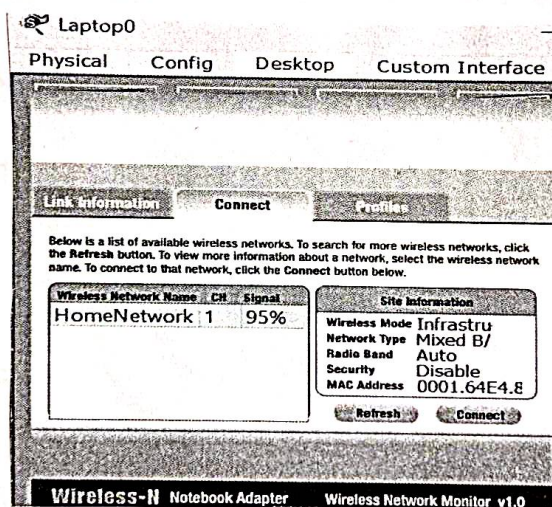 Laptop0
Physical Config Desktop Custom Interface
Link Information Connect Profiles
Below is a list of available wireless networks. To search for more wireless networks, click
the Refresh button. To view more information about a network, select the wireless network
name. To connect to that network, click the Connect button below.
Wireless Network Name CH Signal
HomeNetwork 1 95%
Site Information
Wireless Mode Infrastru
Network Type Mixed B/
Radio Band Auto
Security Disable
MAC Address 0001.64E4.8
Refresh Connect
Wireless-N Notebook Adapter Wireless Network Monitor v1.0